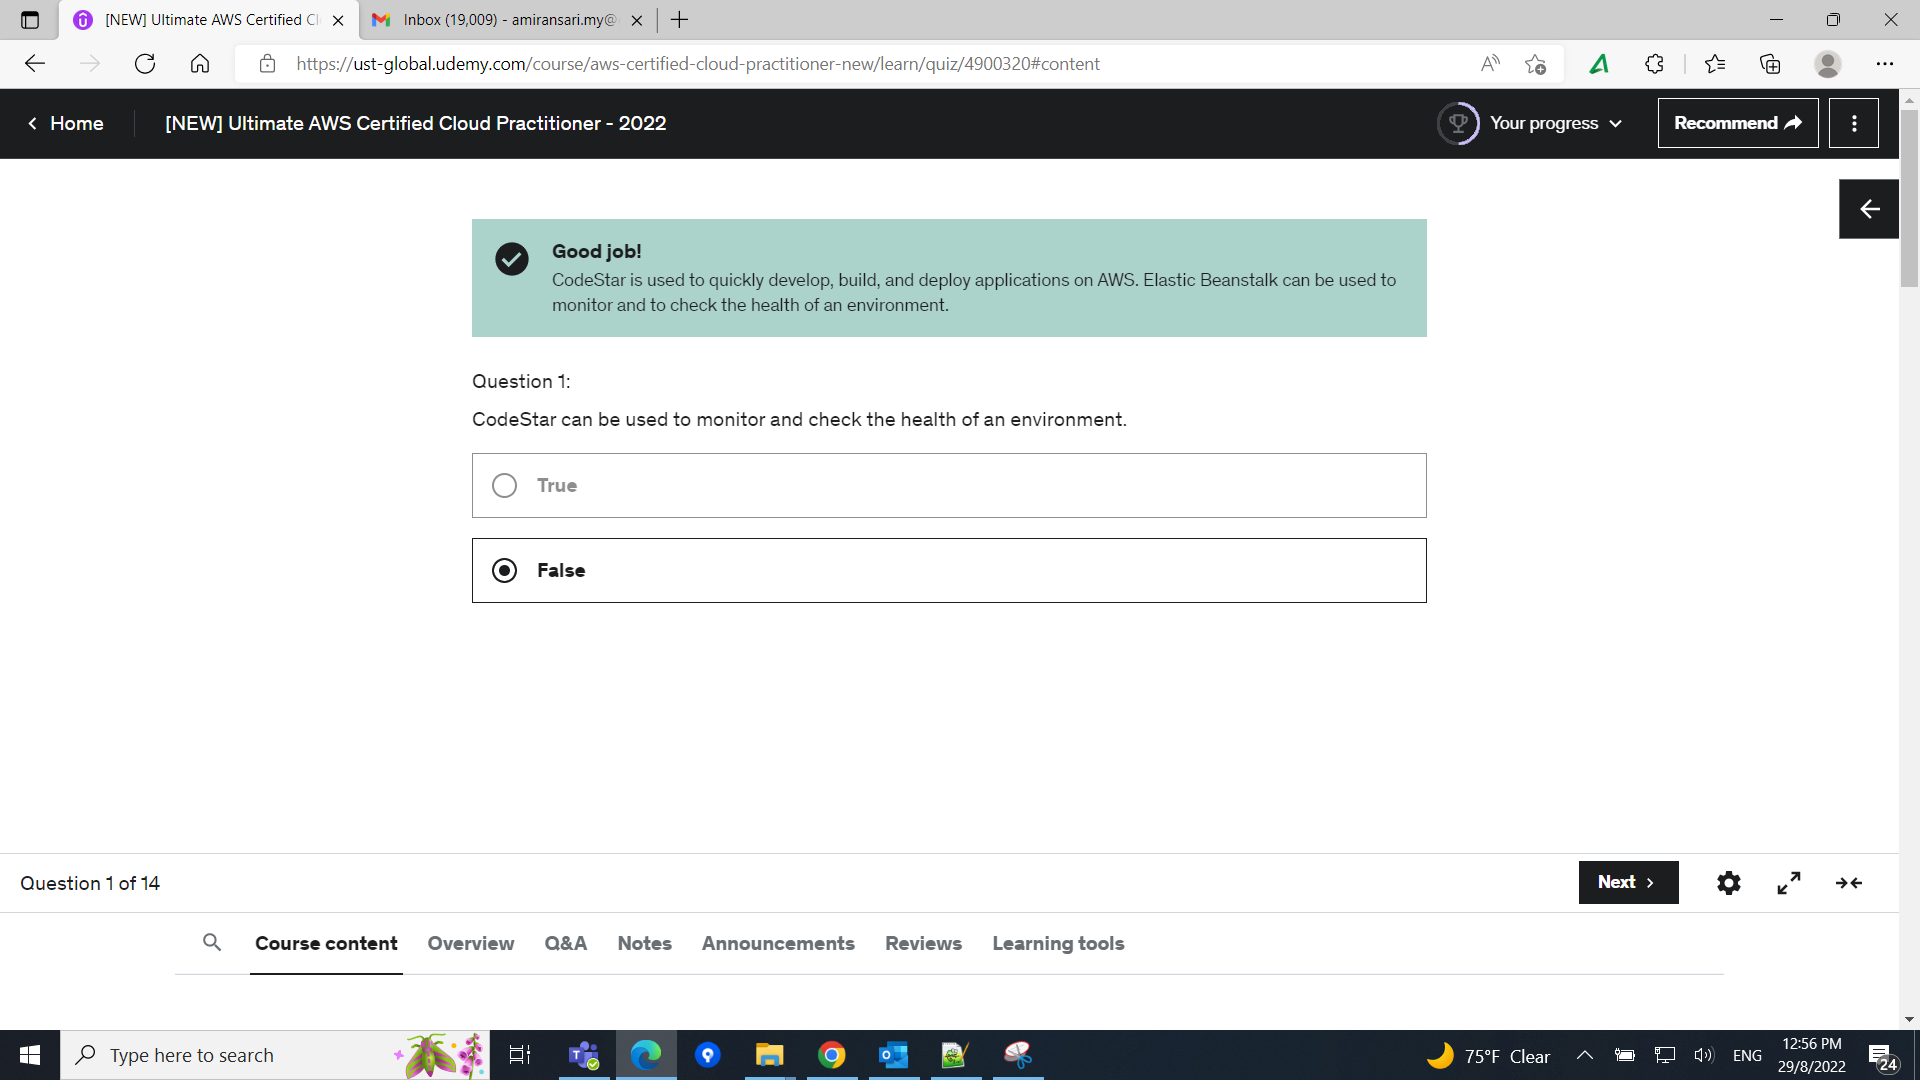 [NEW] Ultimate AWS Certified Cl
Inbox (19,009) - amiransari.my@
https://ust-global.udemy.com/course/aws-certified-cloud-practitioner-new/learn/quiz/4900320#content
Home
[NEW] Ultimate AWS Certified Cloud Practitioner - 2022
Your progress
Recommend
Good job!
CodeStar is used to quickly develop, build, and deploy applications on AWS. Elastic Beanstalk can be used to
monitor and to check the health of an environment.
Question 1:
CodeStar can be used to monitor and check the health of an environment.
True
False
Question 1 of 14
Next
Course content Overview Q&A Notes Announcements Reviews Learning tools
Type here to search
75°F Clear
ENG
12:56 PM
29/8/2022
24